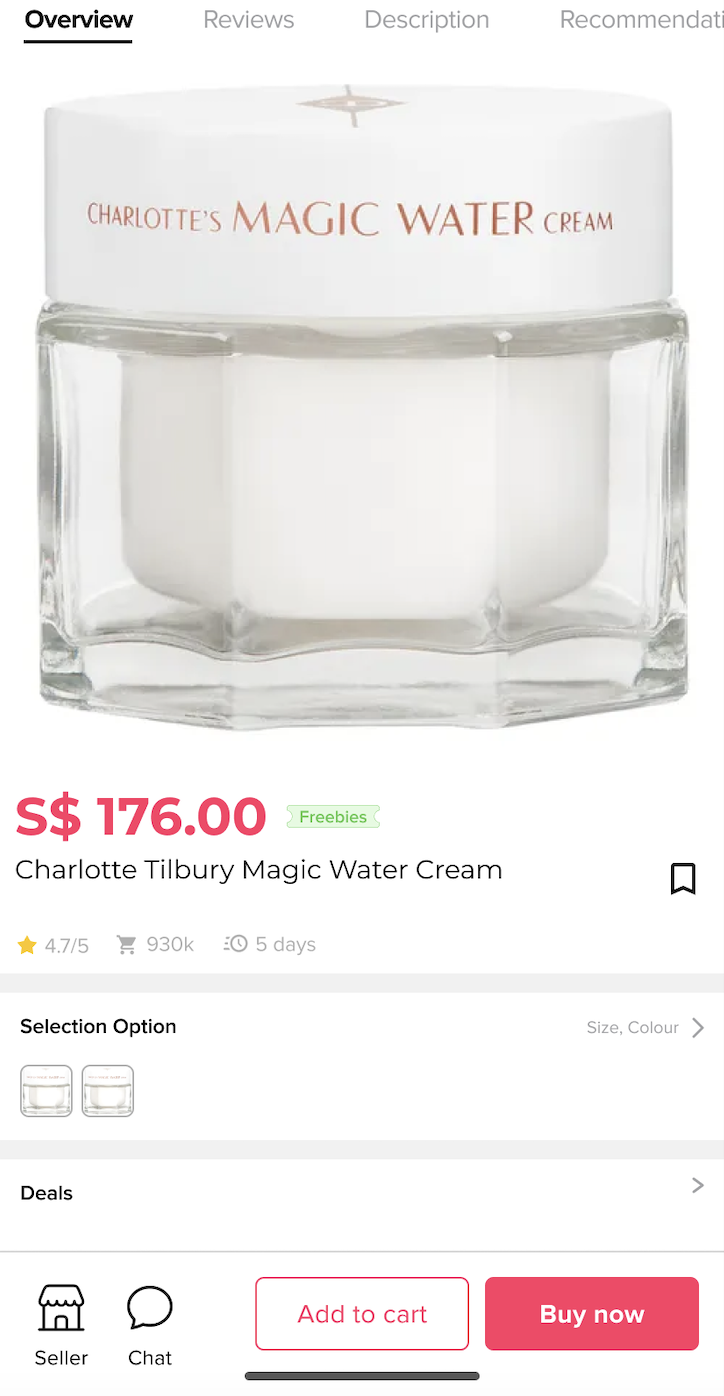 Overview
Reviews
Description
Recommendati
CHARLOTTE'S MAGIC WATER CREAM
S$ 176.00
Freebies
Charlotte Tilbury Magic Water Cream
4.7/5
930k
5 days
Selection Option
Size, Colour
Deals
Seller
Chat
Add to cart
Buy now